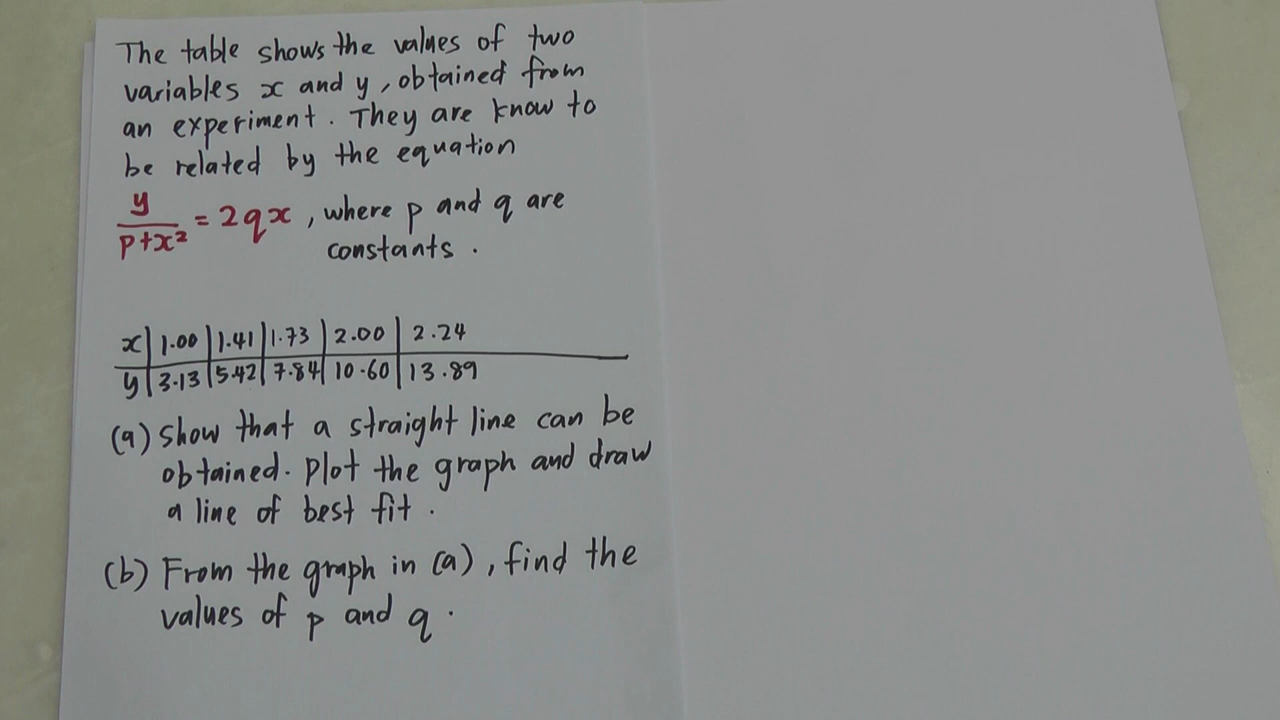 The table shows the values of two
variables x and y, obtained from
an experiment. They are know to
be related by the equation
y/(p+x²) = 2qx, where p and q are
constants.
x | 1.00 | 1.41 | 1.73 | 2.00 | 2.24
y | 3.13 | 5.42 | 7.84 | 10.60 | 13.89
(a) Show that a straight line can be
obtained. Plot the graph and draw
a line of best fit.
(b) From the graph in (a), find the
values of p and q.